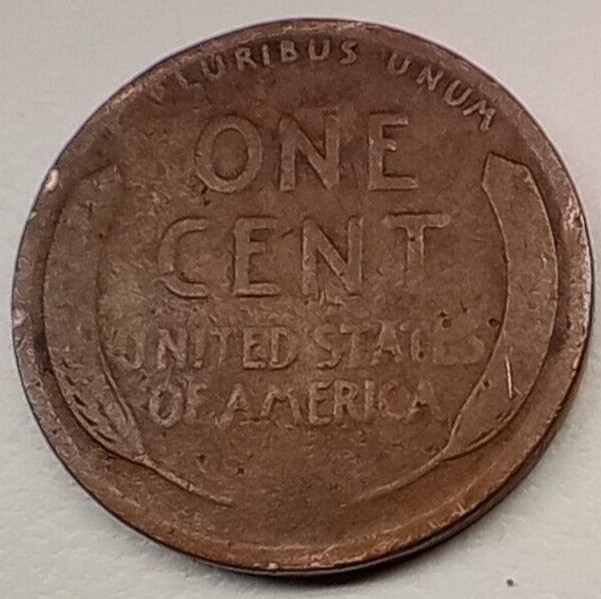 PLURIBUS UNUM
ONE
CENT
UNITED STATES
OF AMERICA